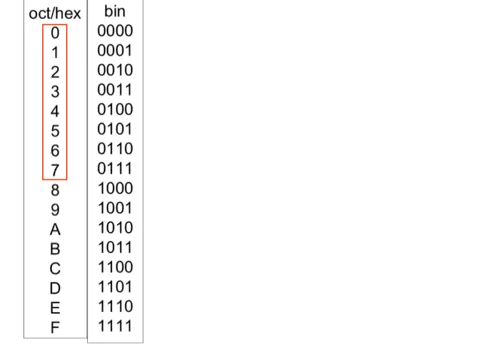 oct/hex bin
0 0000
1 0001
2 0010
3 0011
4 0100
5 0101
6 0110
7 0111
8 1000
9 1001
A 1010
B 1011
C 1100
D 1101
E 1110
F 1111